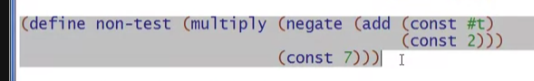 (define non-test (multiply (negate (add (const #t)
(const 2)))
(const 7)))